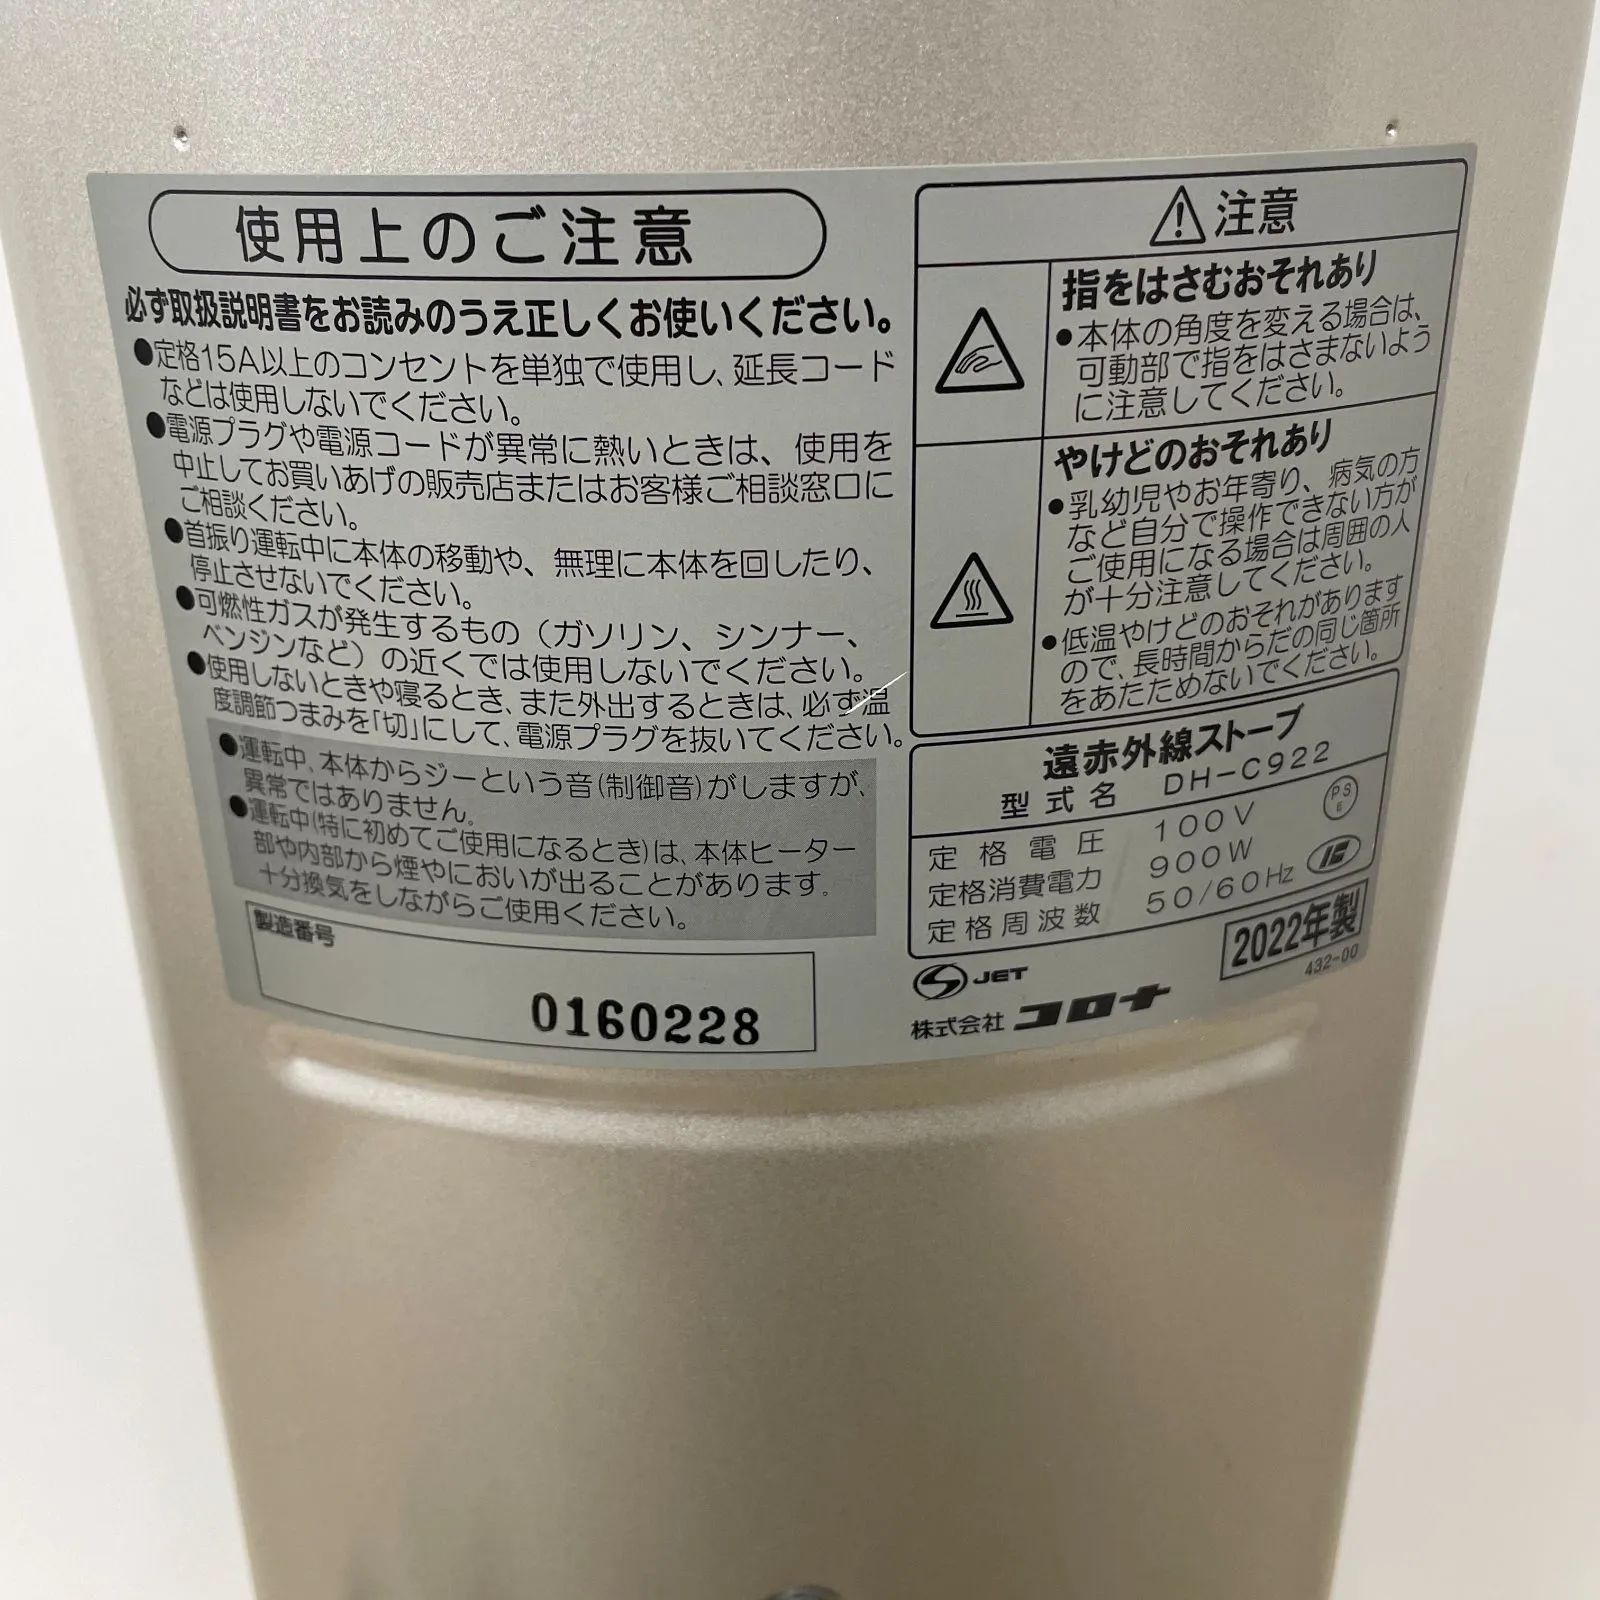 使用上のご注意
必ず取扱説明書をお読みのうえ正しくお使いください。
●定格15A以上のコンセントを単独で使用し、延長コード
などは使用しないでください。
●電源プラグや電源コードが異常に熱いときは、使用を
中止してお買いあげの販売店またはお客様ご相談窓口に
ご相談ください。
●首振り運転中に本体の移動や、無理に本体を回したり、
停止させないでください。
●可燃性ガスが発生するもの（ガソリン、シンナー、
ベンジンなど）の近くでは使用しないでください。
●使用しないときや寝るとき、また外出するときは、必ず温
度調節つまみを「切」にして、電源プラグを抜いてください。
●運転中、本体からジーという音(制御音)がしますが、
異常ではありません。
●運転中(特に初めてご使用になるとき)は、本体ヒーター
部や内部から煙やにおいが出ることがあります。
十分換気をしながらご使用ください。
製造番号
0160228
注意
指をはさむおそれあり
●本体の角度を変える場合は、
可動部で指をはさまないよう
に注意してください。
やけどのおそれあり
●乳幼児やお年寄り、病気の方
など自分で操作できない方が
ご使用になる場合は周囲の人
が十分注意してください。
●低温やけどのおそれがあります
ので、長時間からだの同じ箇所
をあたためないでください。
遠赤外線ストーブ
型式名 DH-C922
定格電圧 100V
定格消費電力 900W
定格周波数 50/60Hz
PS
E
2022年製
432-00
JET
株式会社 コロナ